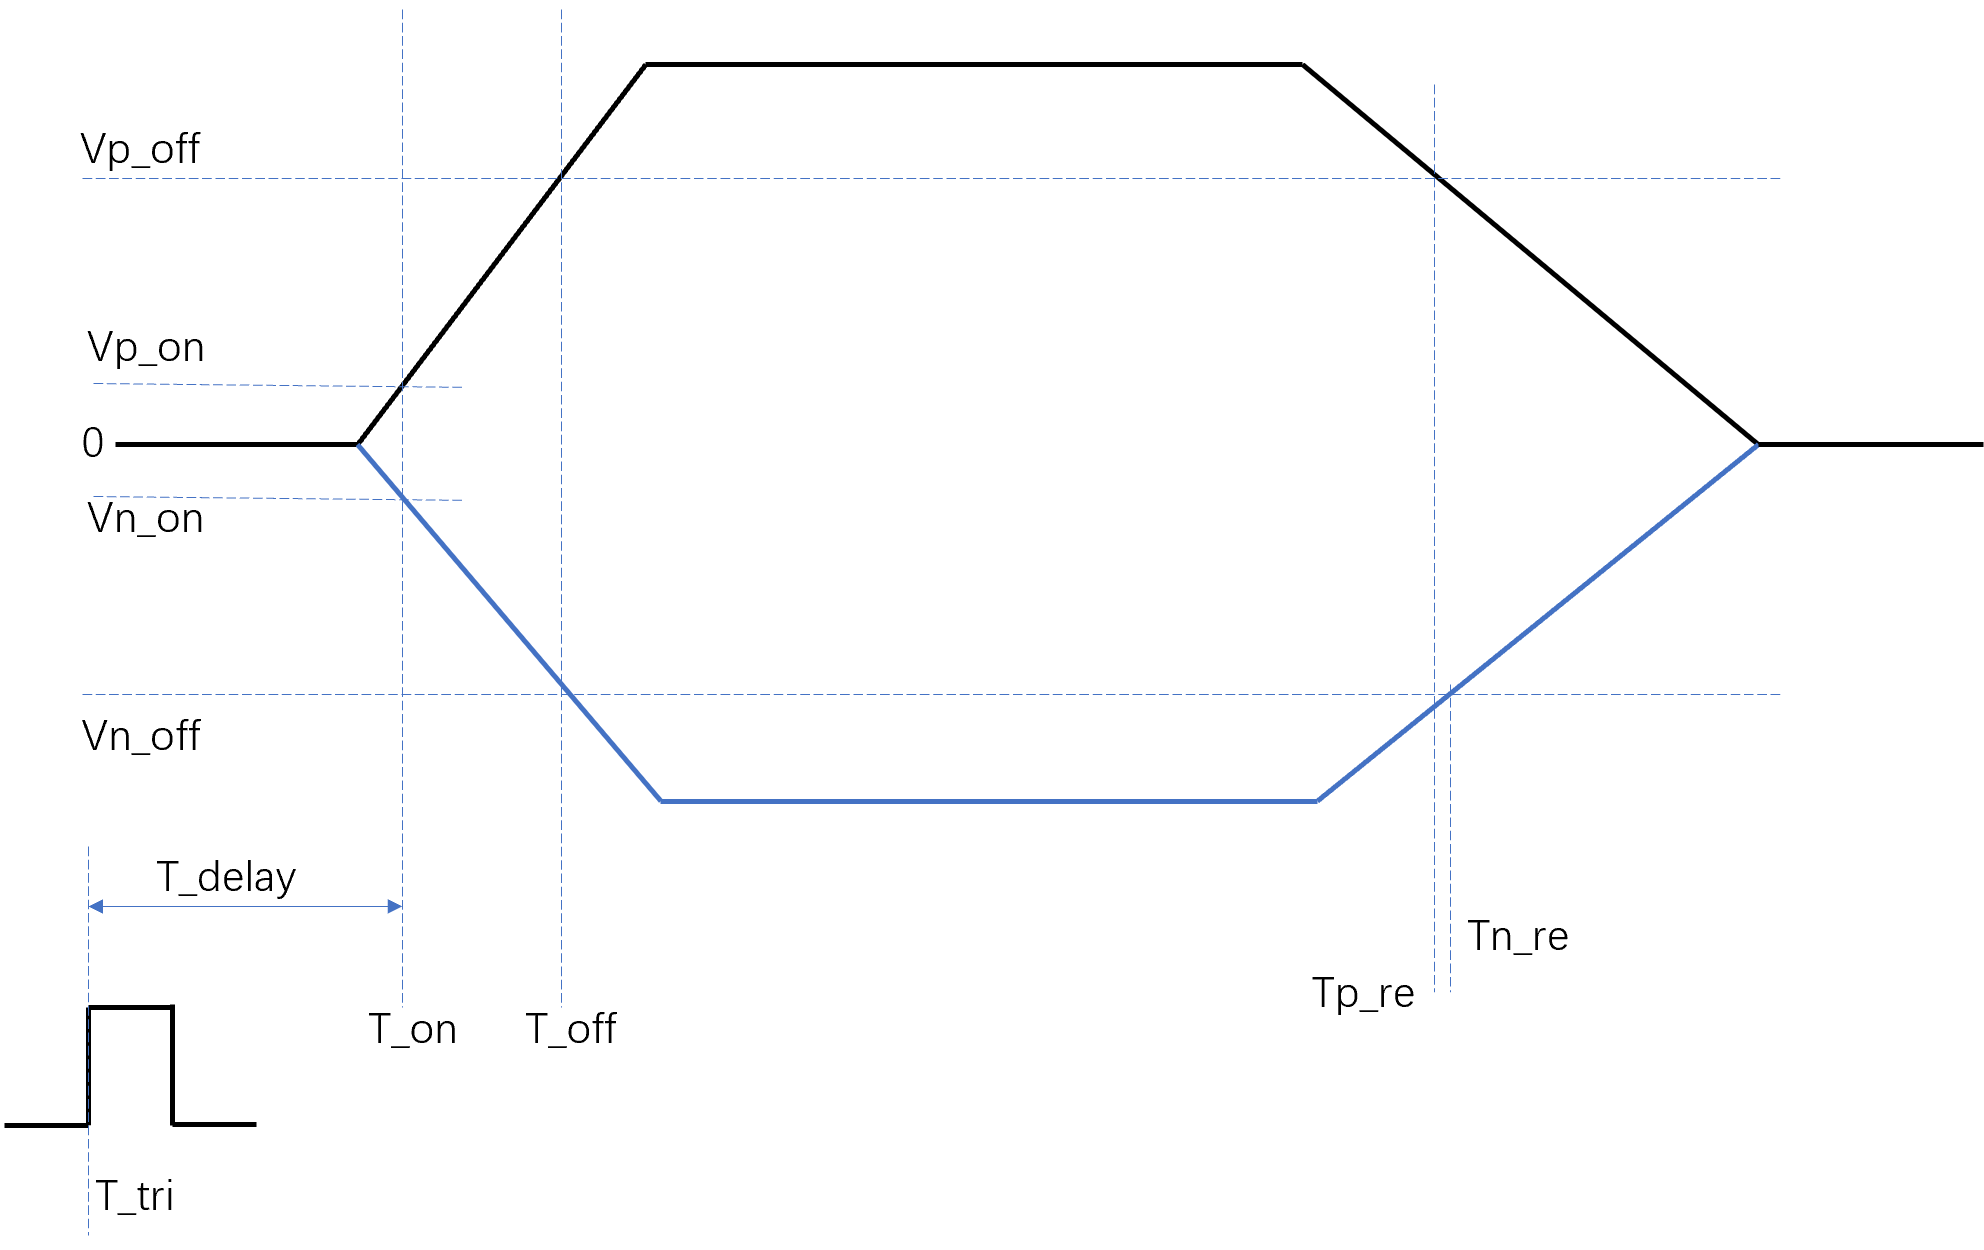 Vp_off
Vp_on
0
Vn_on
Vn_off
T_delay
Tn_re
Tp_re
T_on
T_off
T_tri